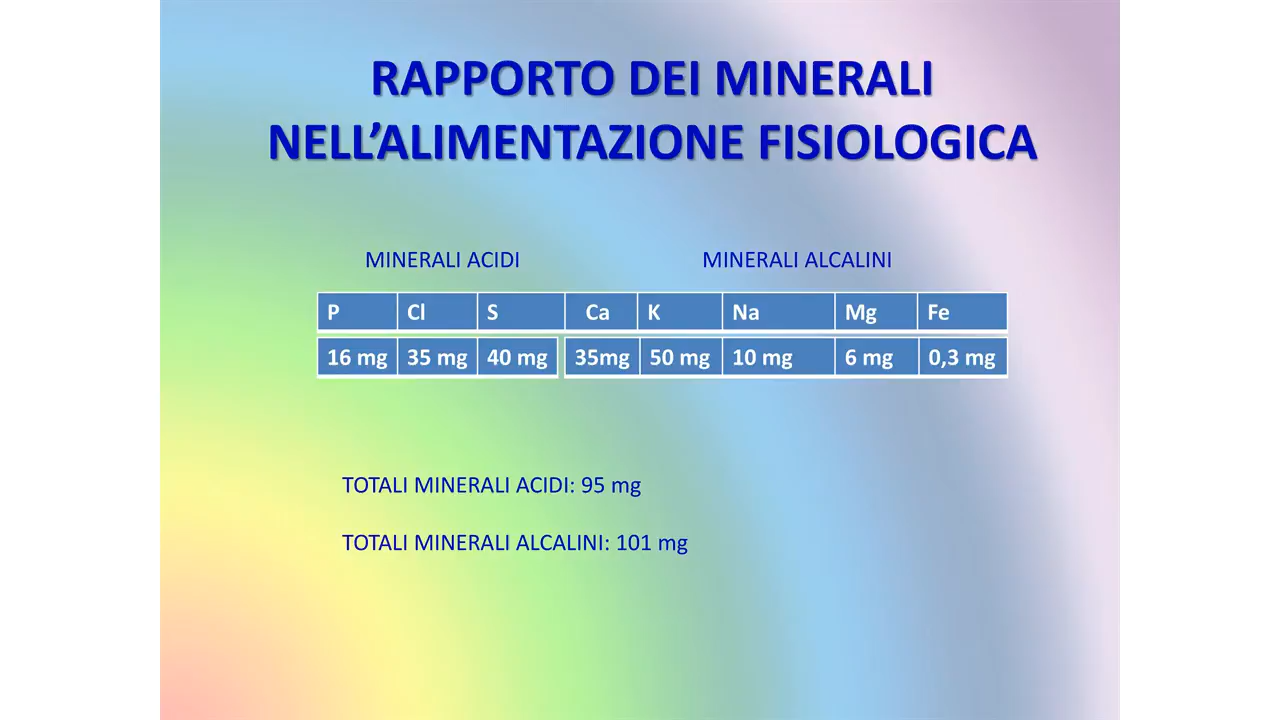 RAPPORTO DEI MINERALI
NELL’ALIMENTAZIONE FISIOLOGICA
MINERALI ACIDI MINERALI ALCALINI
P Cl S Ca K Na Mg Fe
16 mg 35 mg 40 mg 35mg 50 mg 10 mg 6 mg 0,3 mg
TOTALI MINERALI ACIDI: 95 mg
TOTALI MINERALI ALCALINI: 101 mg